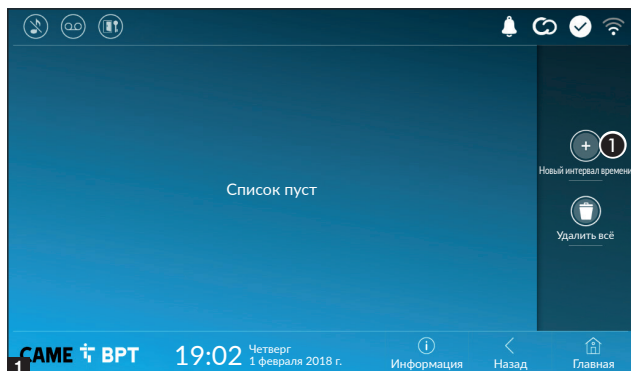 1
Новый интервал времени
Список пуст
Удалить всё
CAME BPT
19:02
Четверг
1 февраля 2018 г.
Информация
Назад
Главная
1